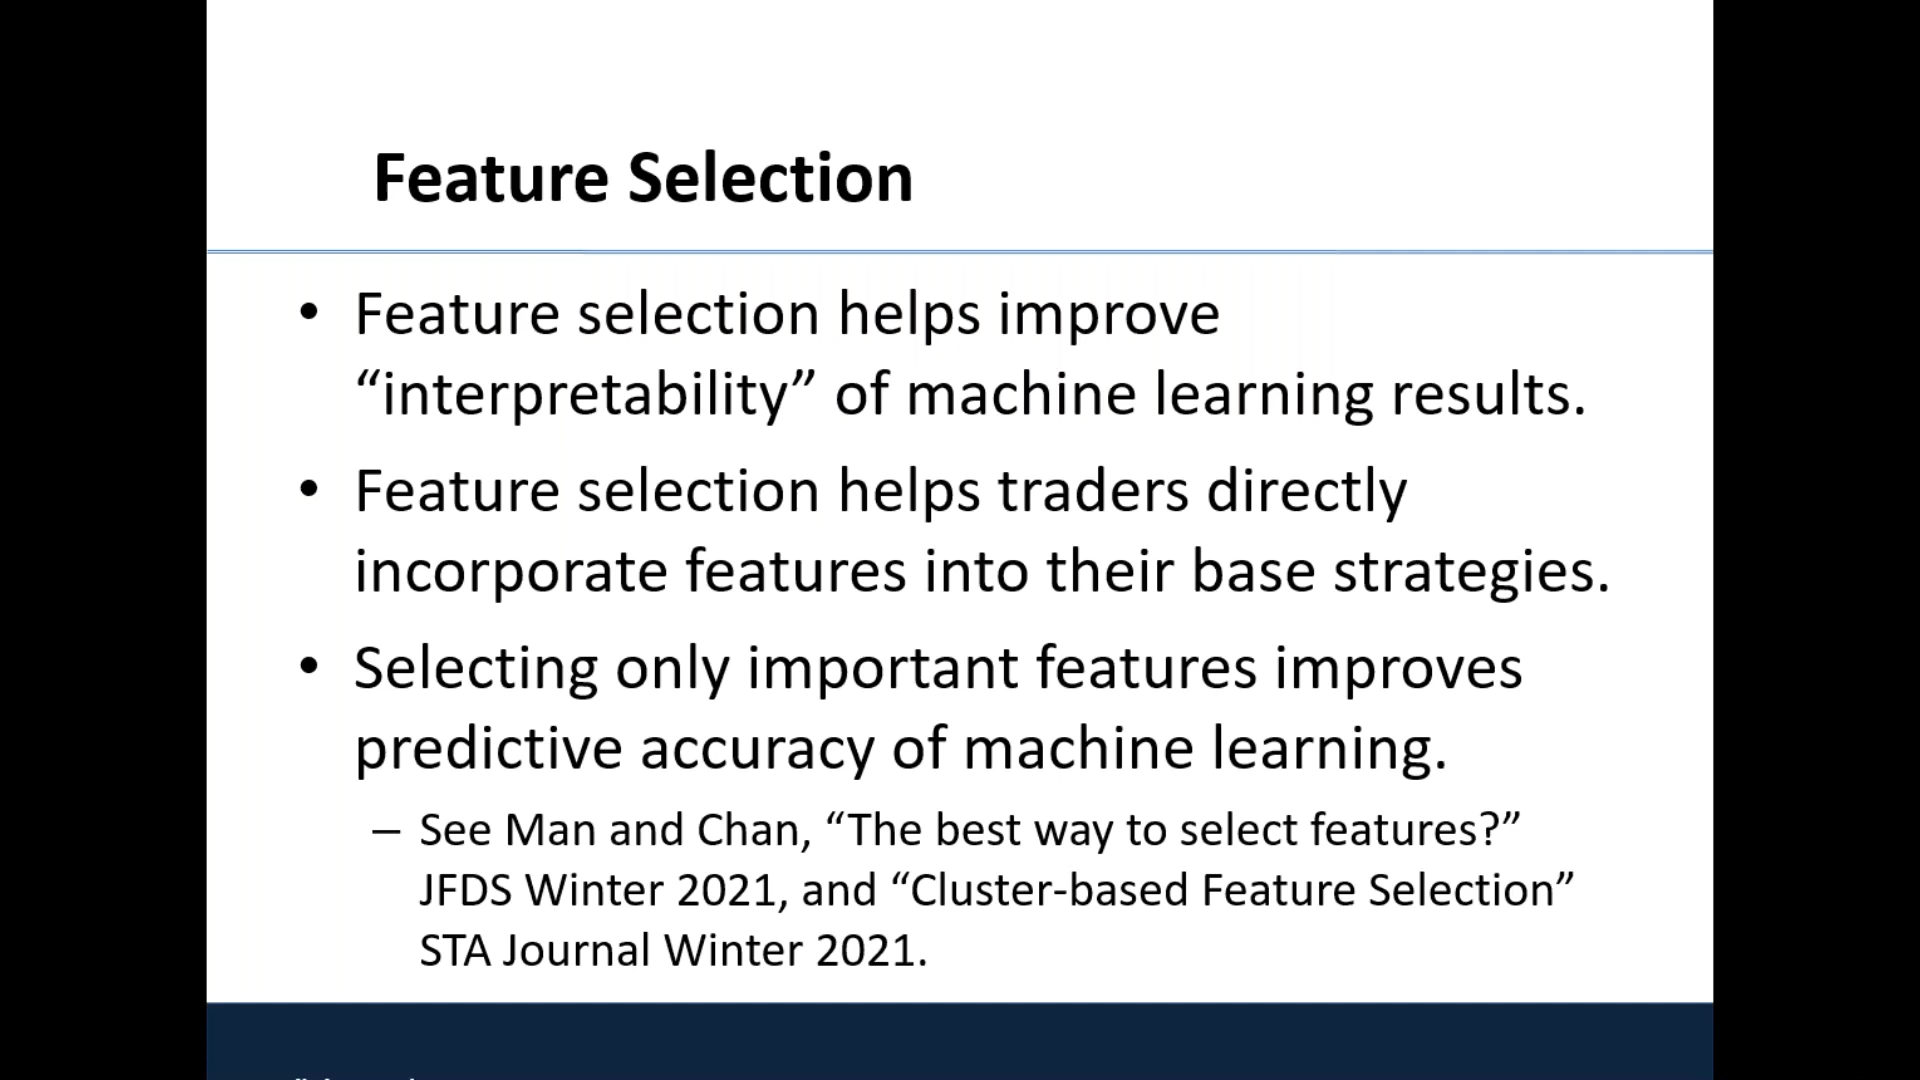 Feature Selection
• Feature selection helps improve
“interpretability” of machine learning results.
• Feature selection helps traders directly
incorporate features into their base strategies.
• Selecting only important features improves
predictive accuracy of machine learning.
– See Man and Chan, “The best way to select features?”
JFDS Winter 2021, and “Cluster-based Feature Selection”
STA Journal Winter 2021.